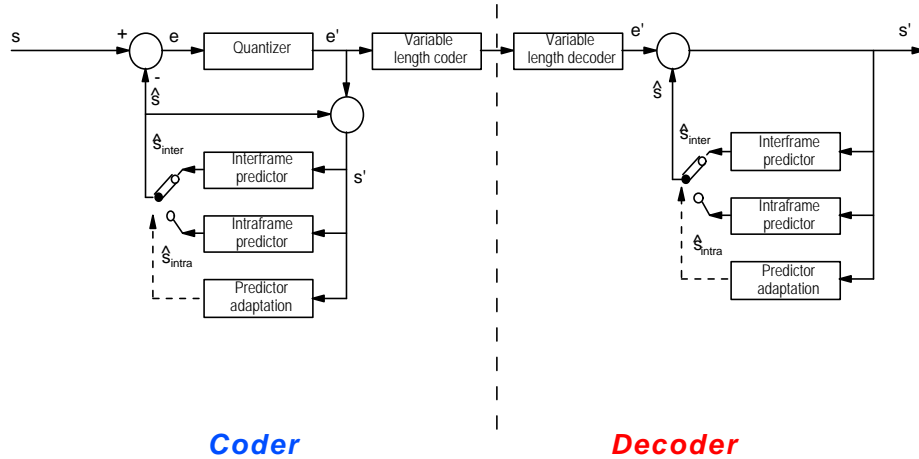 s
+
e
Quantizer
e'
Variable
length coder
Variable
length decoder
e'
s'
-
ŝ
ŝ
ŝinter
Interframe
predictor
s'
ŝinter
Interframe
predictor
Intraframe
predictor
Intraframe
predictor
ŝintra
ŝintra
Predictor
adaptation
Predictor
adaptation
Coder
Decoder